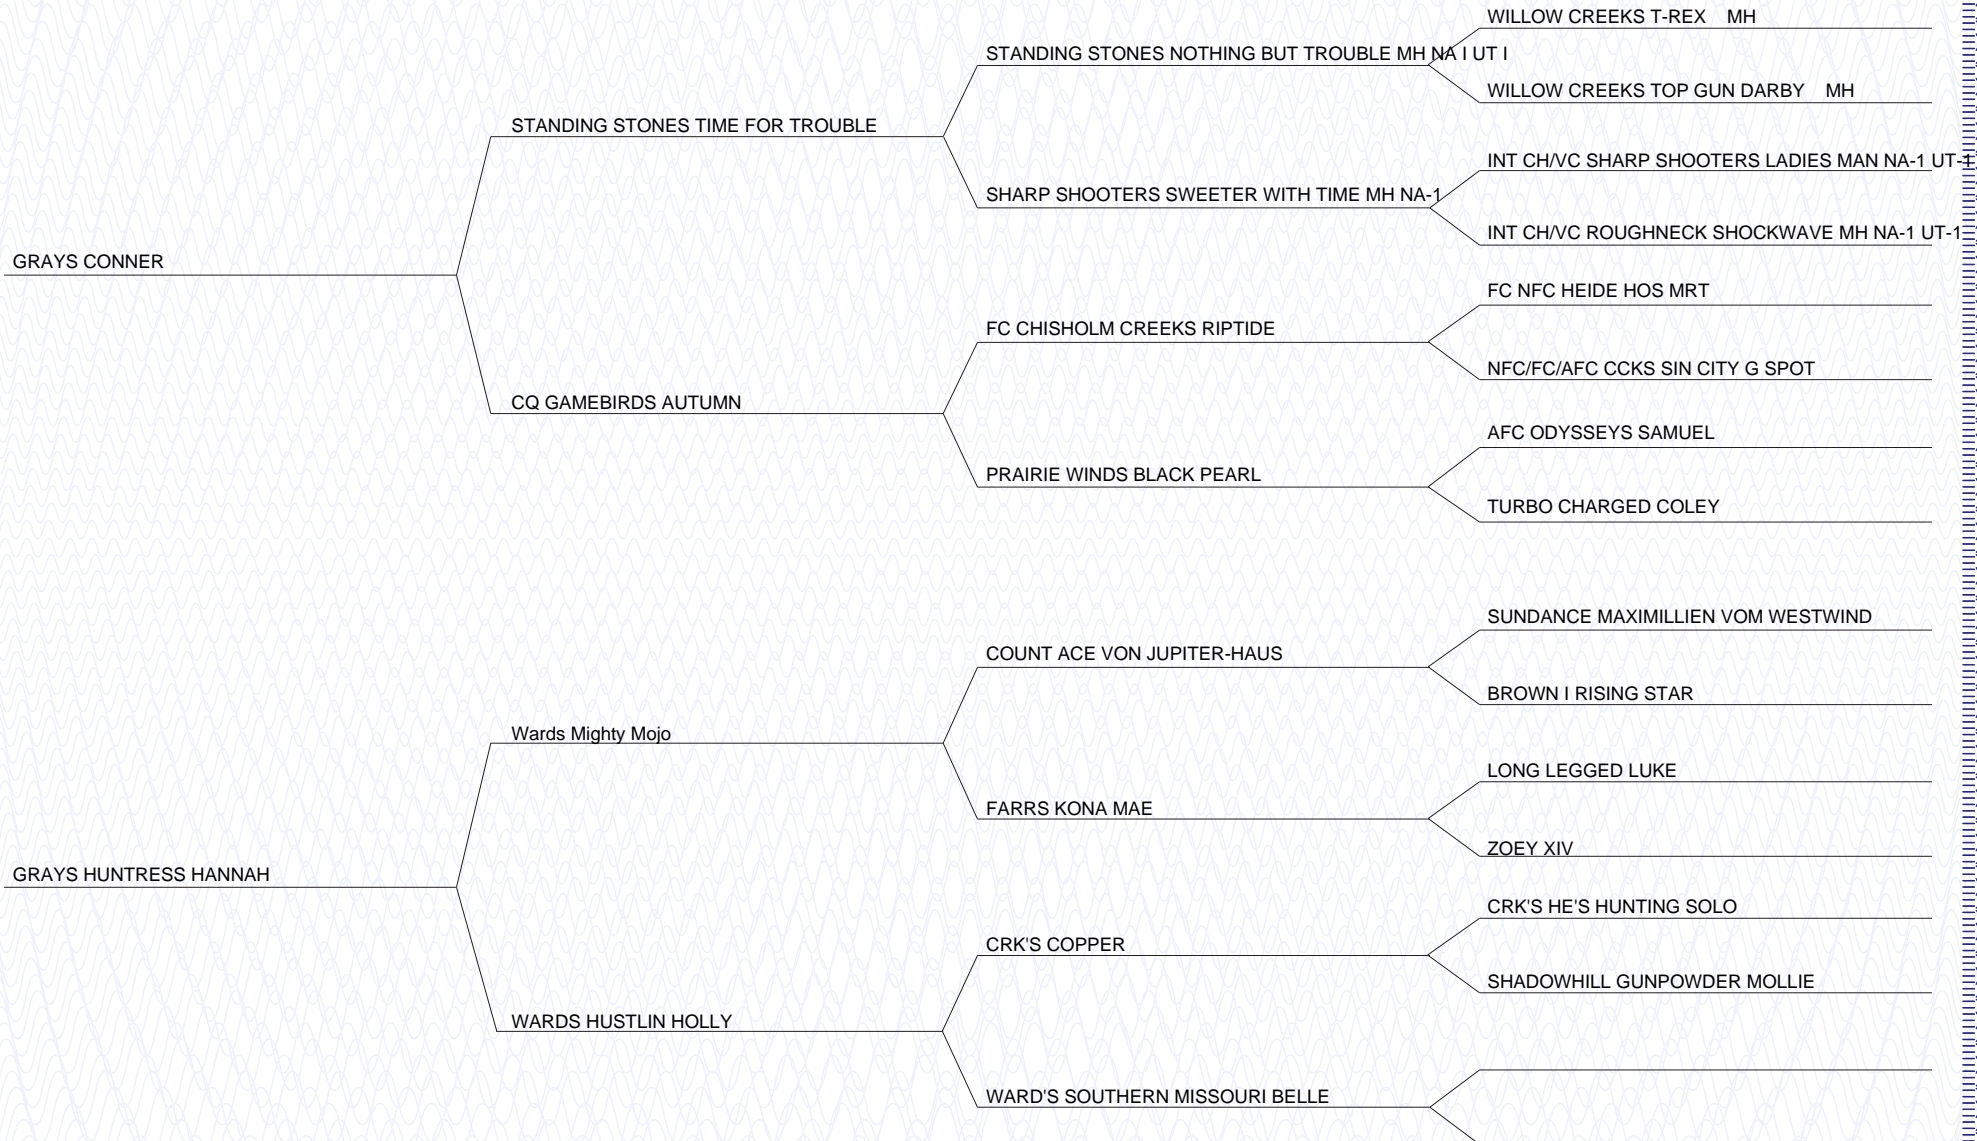 WILLOW CREEKS T-REX MH
STANDING STONES NOTHING BUT TROUBLE MH NA I UT I
WILLOW CREEKS TOP GUN DARBY MH
STANDING STONES TIME FOR TROUBLE
INT CH/VC SHARP SHOOTERS LADIES MAN NA-1 UT-1
SHARP SHOOTERS SWEETER WITH TIME MH NA-1
INT CH/VC ROUGHNECK SHOCKWAVE MH NA-1 UT-1
GRAYS CONNER
FC NFC HEIDE HOS MRT
FC CHISHOLM CREEKS RIPTIDE
NFC/FC/AFC CCKS SIN CITY G SPOT
CQ GAMEBIRDS AUTUMN
AFC ODYSSEYS SAMUEL
PRAIRIE WINDS BLACK PEARL
TURBO CHARGED COLEY
SUNDANCE MAXIMILLIEN VOM WESTWIND
COUNT ACE VON JUPITER-HAUS
BROWN I RISING STAR
Wards Mighty Mojo
LONG LEGGED LUKE
FARRS KONA MAE
ZOEY XIV
GRAYS HUNTRESS HANNAH
CRK'S HE'S HUNTING SOLO
CRK'S COPPER
SHADOWHILL GUNPOWDER MOLLIE
WARDS HUSTLIN HOLLY
WARD'S SOUTHERN MISSOURI BELLE